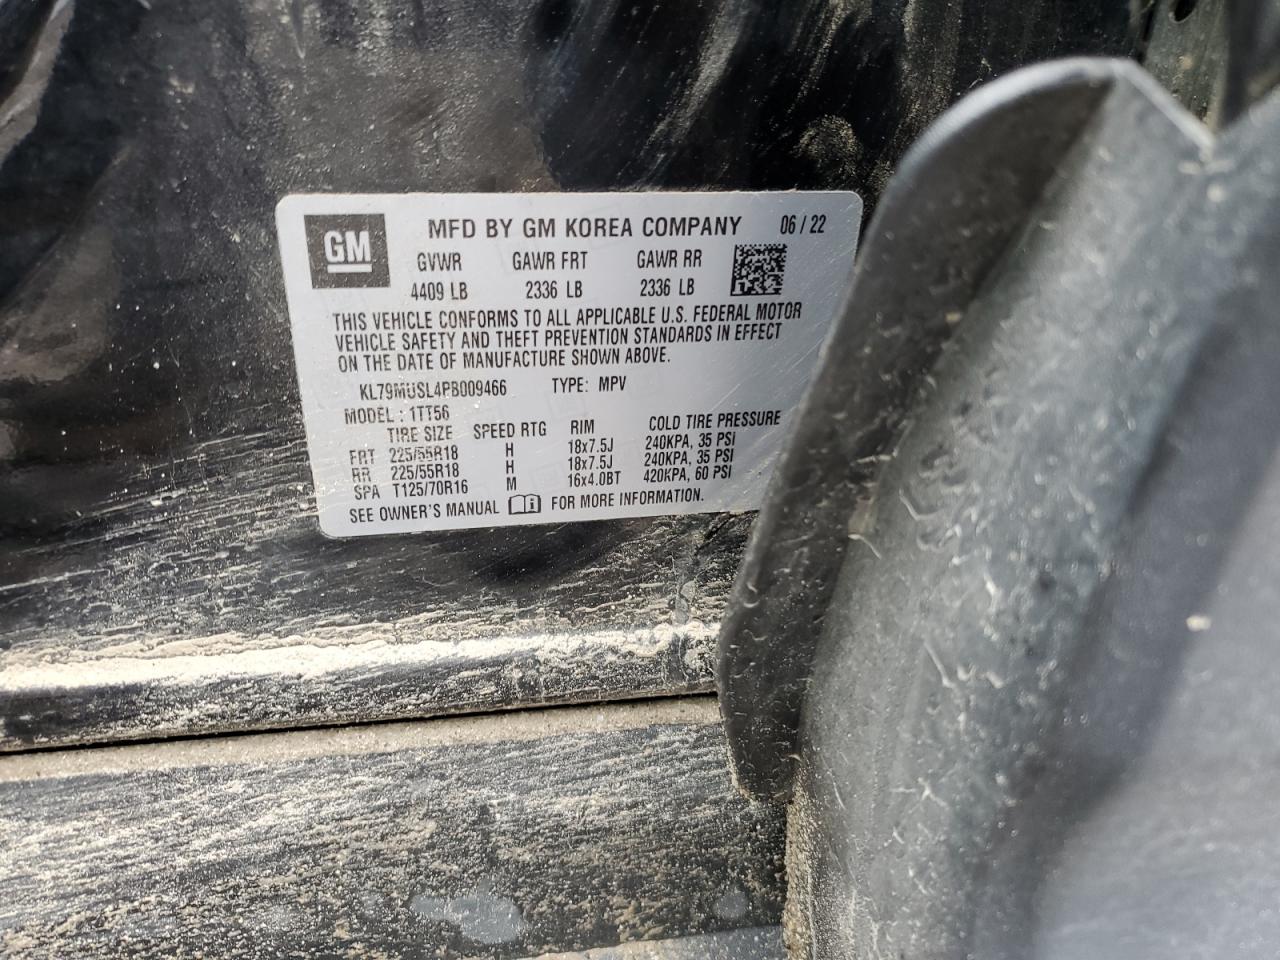 GM
MFD BY GM KOREA COMPANY 06 / 22
GVWR GAWR FRT GAWR RR
4409 LB 2336 LB 2336 LB
THIS VEHICLE CONFORMS TO ALL APPLICABLE U.S. FEDERAL MOTOR
VEHICLE SAFETY AND THEFT PREVENTION STANDARDS IN EFFECT
ON THE DATE OF MANUFACTURE SHOWN ABOVE.
KL79MUSL4PB009466 TYPE: MPV
MODEL : 1TT56
TIRE SIZE SPEED RTG RIM COLD TIRE PRESSURE
FRT 225/55R18 H 18x7.5J 240KPA, 35 PSI
RR 225/55R18 H 18x7.5J 240KPA, 35 PSI
SPA T125/70R16 M 16x4.0BT 420KPA, 60 PSI
SEE OWNER'S MANUAL FOR MORE INFORMATION.